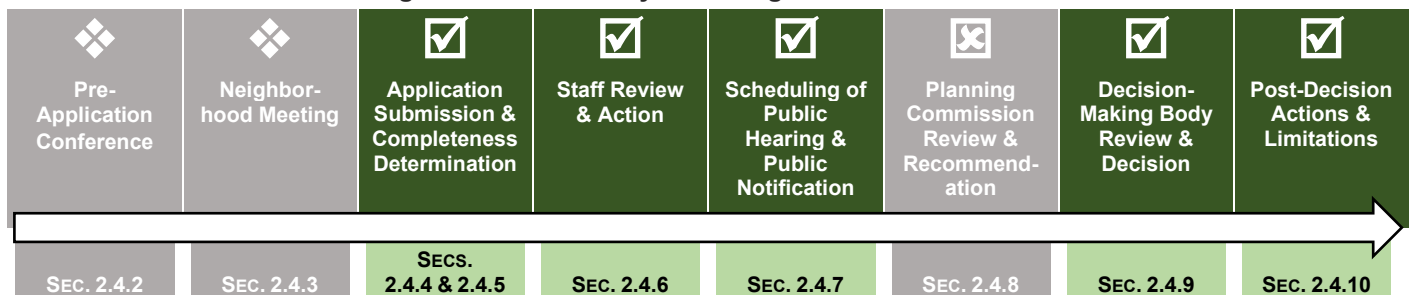 Pre-
Application
Conference
Neighbor-
hood Meeting
Application
Submission &
Completeness
Determination
Staff Review
& Action
Scheduling of
Public
Hearing &
Public
Notification
Planning
Commission
Review &
Recommend-
ation
Decision-
Making Body
Review &
Decision
Post-Decision
Actions &
Limitations
SEC. 2.4.2
SEC. 2.4.3
SECS.
2.4.4 & 2.4.5
SEC. 2.4.6
SEC. 2.4.7
SEC. 2.4.8
SEC. 2.4.9
SEC. 2.4.10